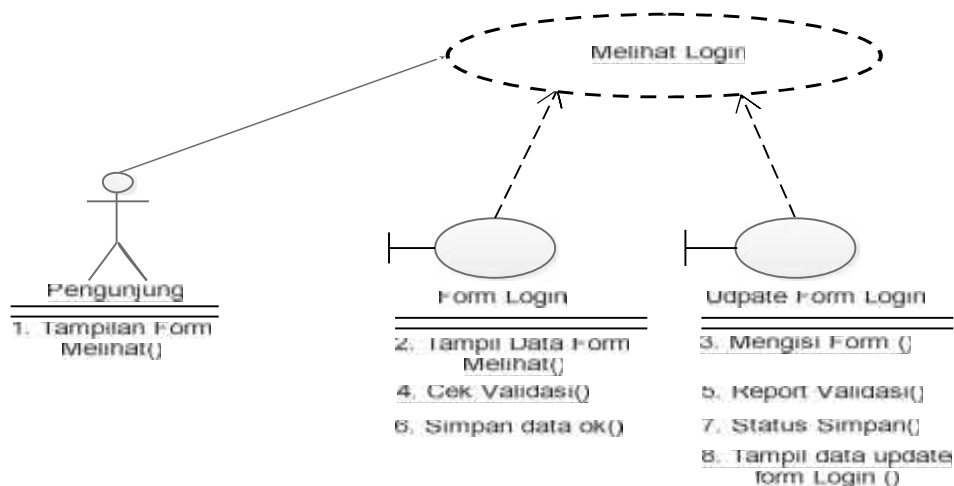 Melihat Login
Pengunjung
1. Tampilan Form
Melihat()
Form Login
2. Tampil Data Form
Melihat()
4. Cek Validasi()
6. Simpan data ok()
Udpate Form Login
3. Mengisi Form ()
5. Report Validasi()
7. Status Simpan()
8. Tampil data update
form Login ()